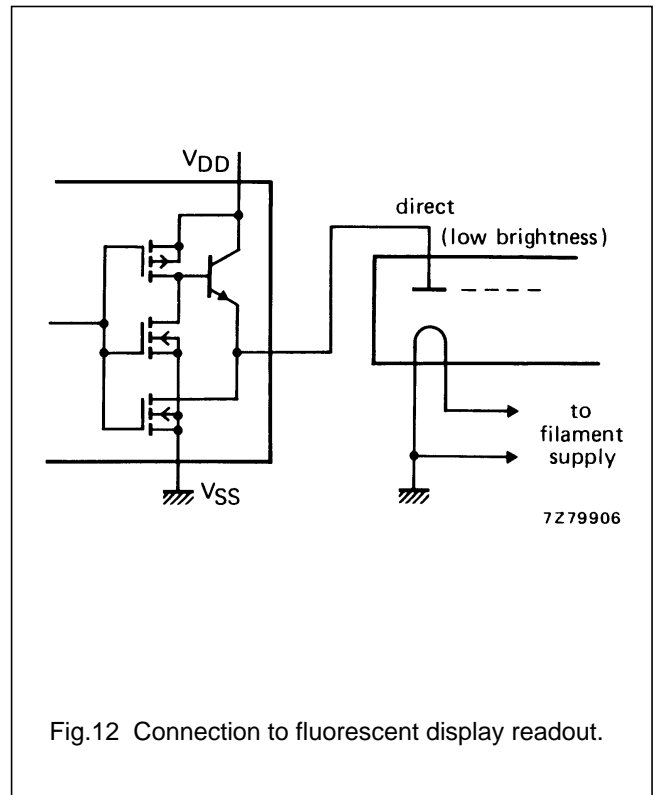 VDD
direct
(low brightness)
to
filament
supply
VSS
7Z79906
Fig.12 Connection to fluorescent display readout.